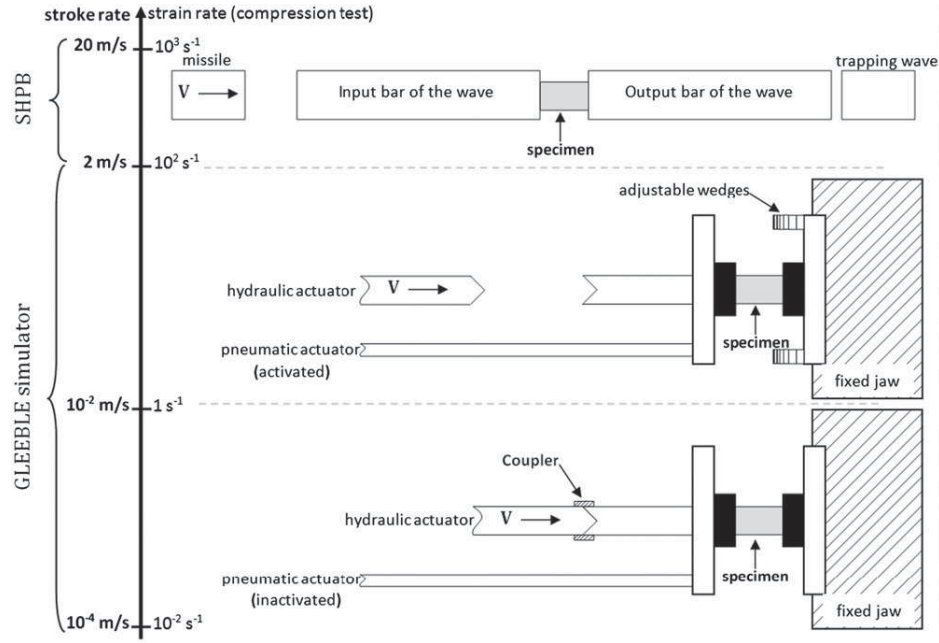 stroke rate strain rate (compression test)
20 m/s 10³ s⁻¹
missile
trapping wave
V
Input bar of the wave
Output bar of the wave
SHPB
specimen
2 m/s 10² s⁻¹
adjustable wedges
hydraulic actuator
V
specimen
pneumatic actuator
(activated)
fixed jaw
GLEEBLE simulator
10⁻² m/s 1 s⁻¹
Coupler
hydraulic actuator
V
specimen
pneumatic actuator
(inactivated)
fixed jaw
10⁻⁴ m/s 10⁻² s⁻¹